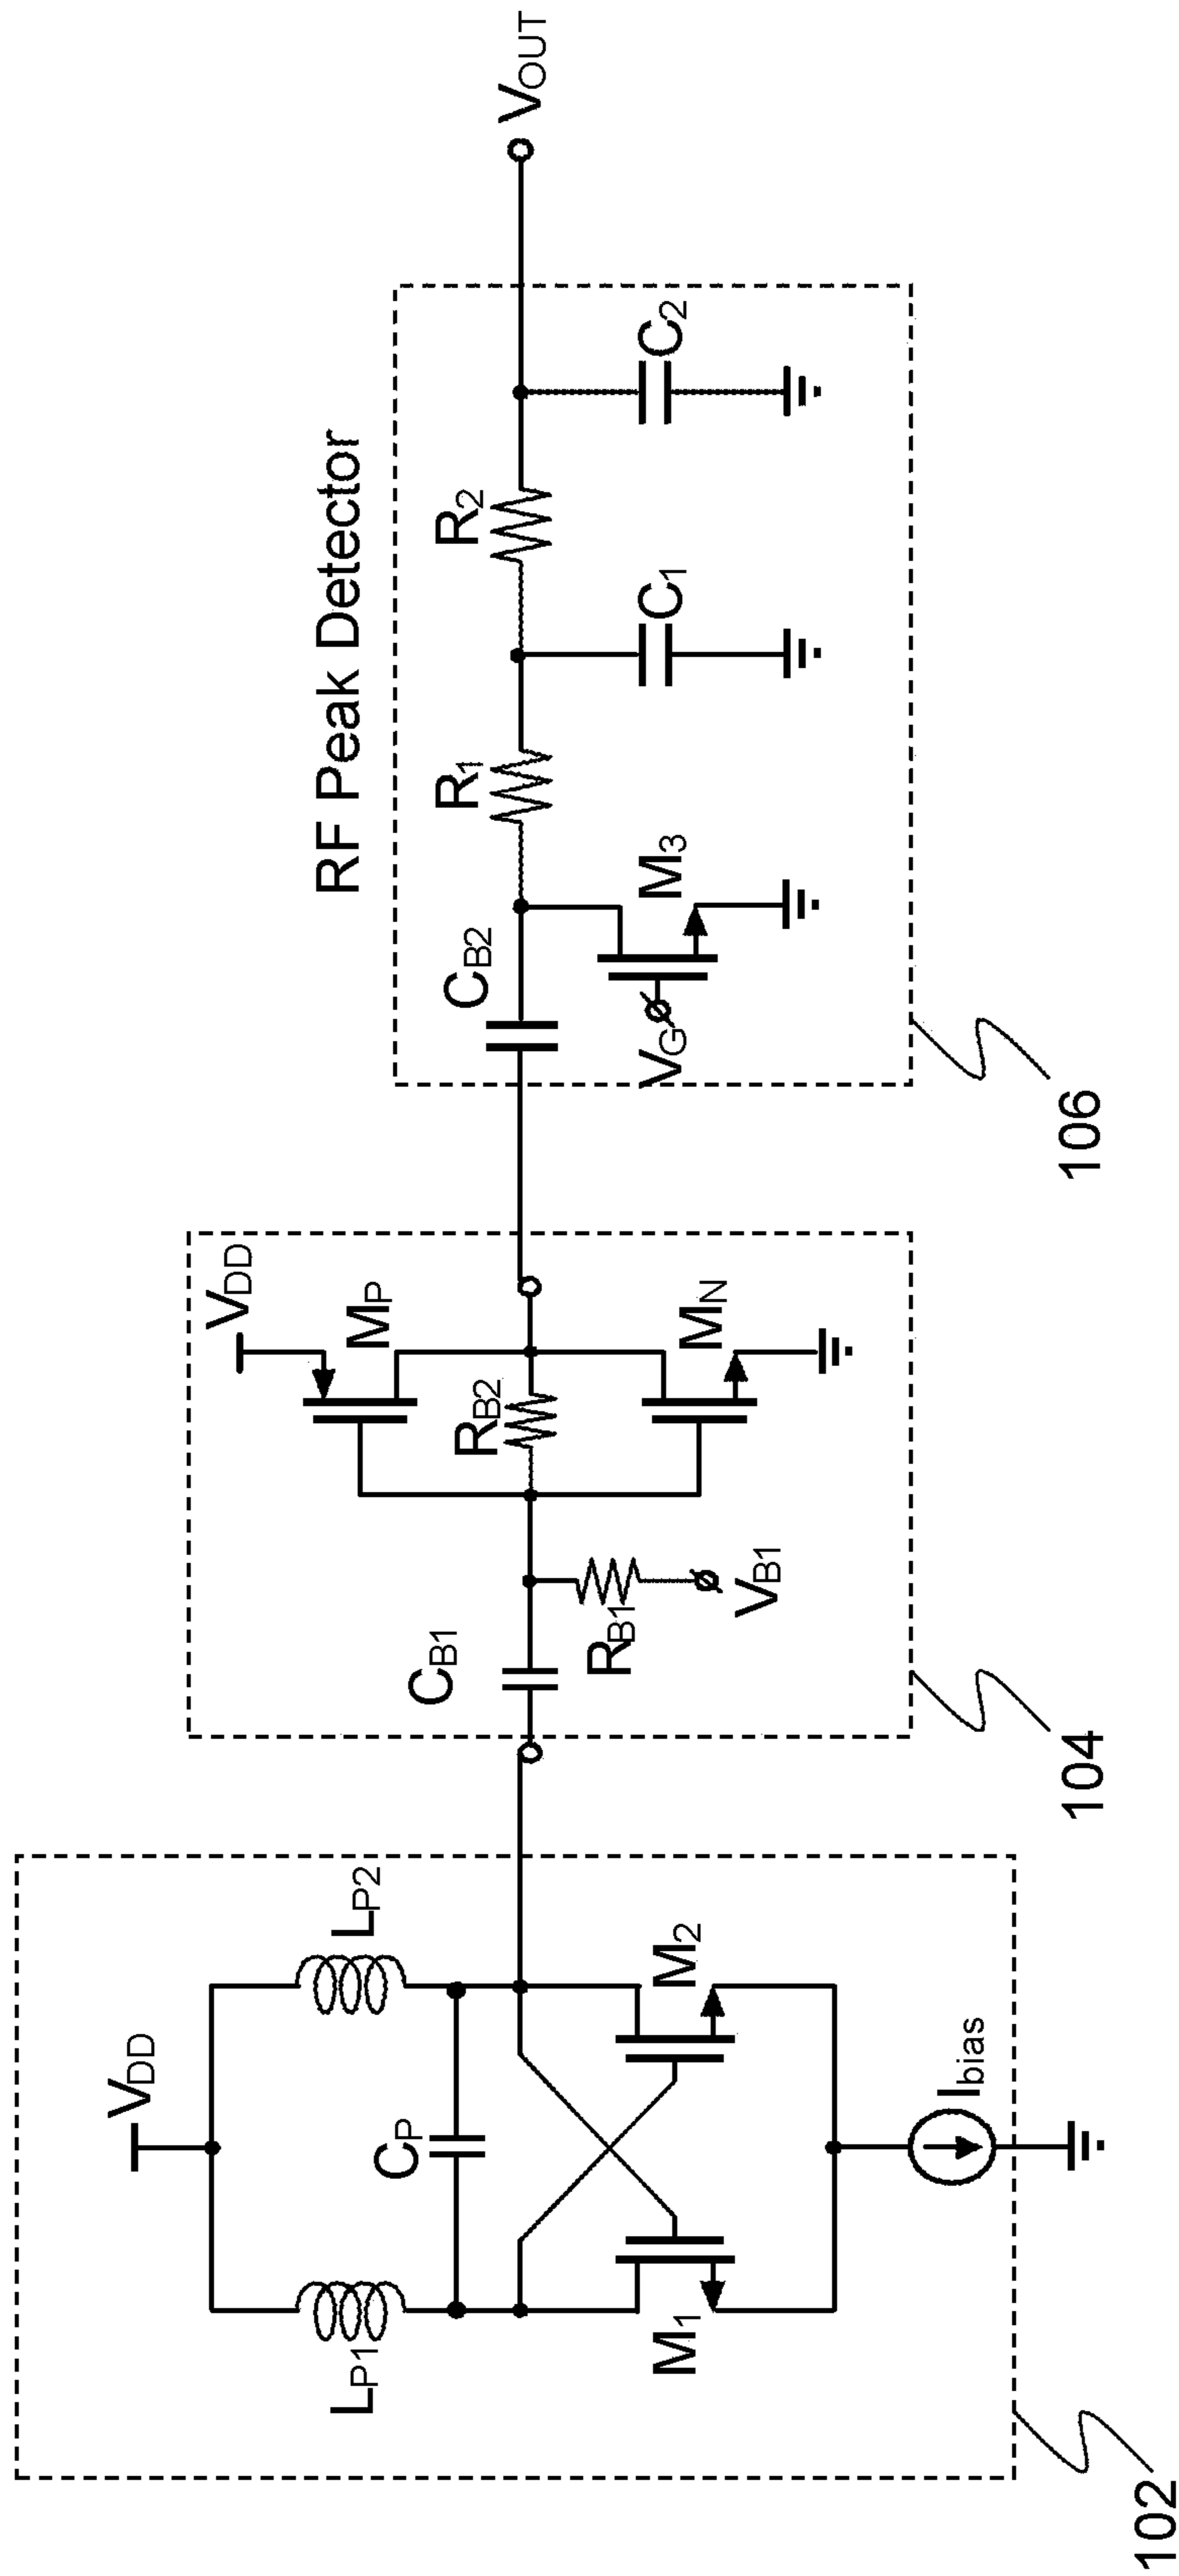 V_DD
L_P1
L_P2
C_P
M_1
M_2
I_bias
102
C_B1
R_B1
V_B1
V_DD
M_P
R_B2
M_N
104
RF Peak Detector
C_B2
V_G
M_3
R_1
C_1
R_2
C_2
106
V_OUT